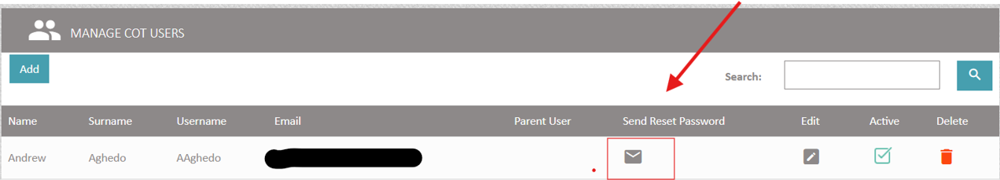 MANAGE COT USERS
Add
Search:
Name Surname Username Email Parent User Send Reset Password Edit Active Delete
Andrew Aghedo AAghedo